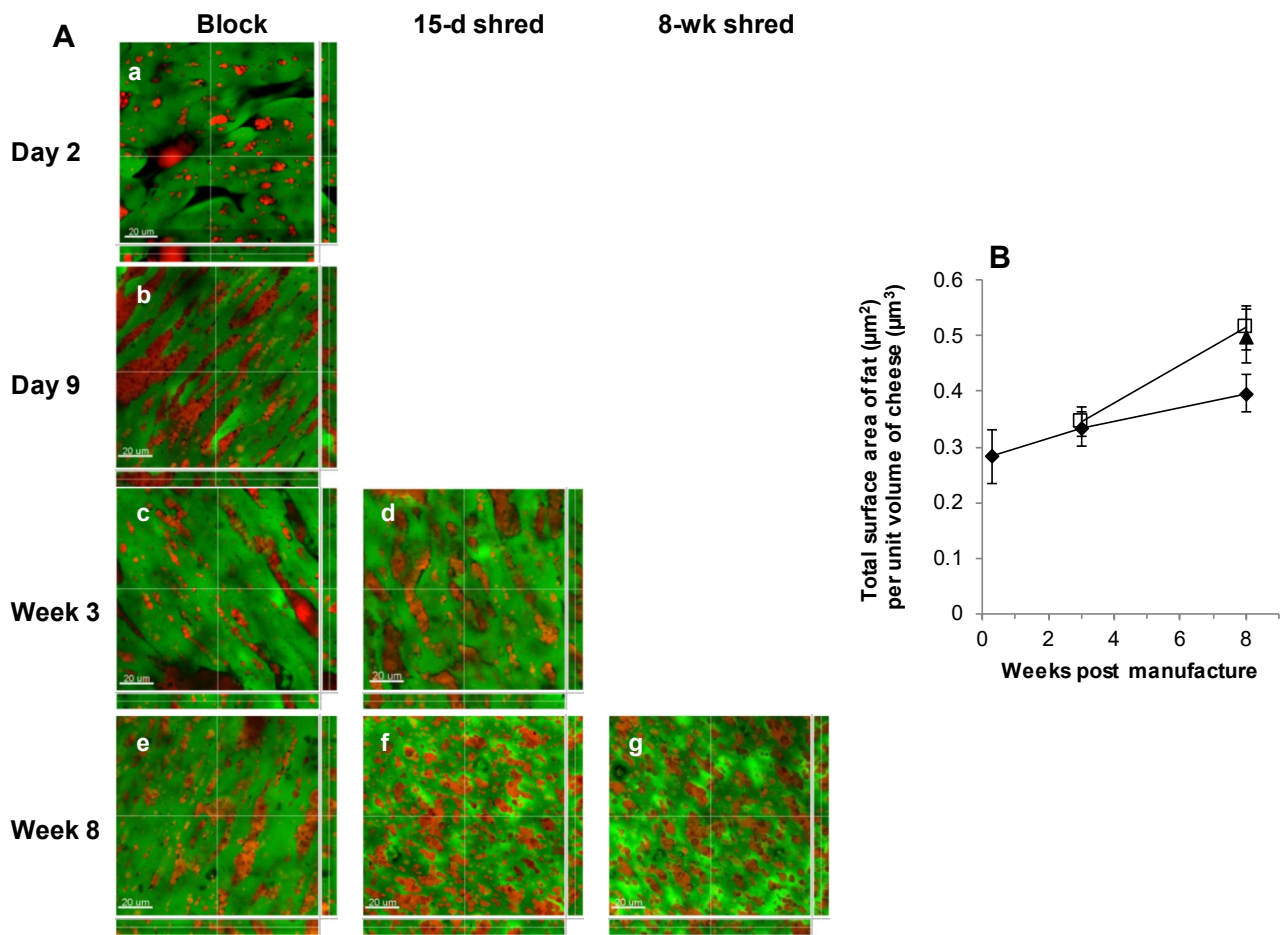 A
Block
15-d shred
8-wk shred
Day 2
a
20 um
Day 9
b
20 um
Week 3
c
20 um
d
20 um
Week 8
e
20 um
f
20 um
g
20 um
B
Total surface area of fat (µm²)
per unit volume of cheese (µm³)
0.6
0.5
0.4
0.3
0.2
0.1
0
0
2
4
6
8
Weeks post manufacture